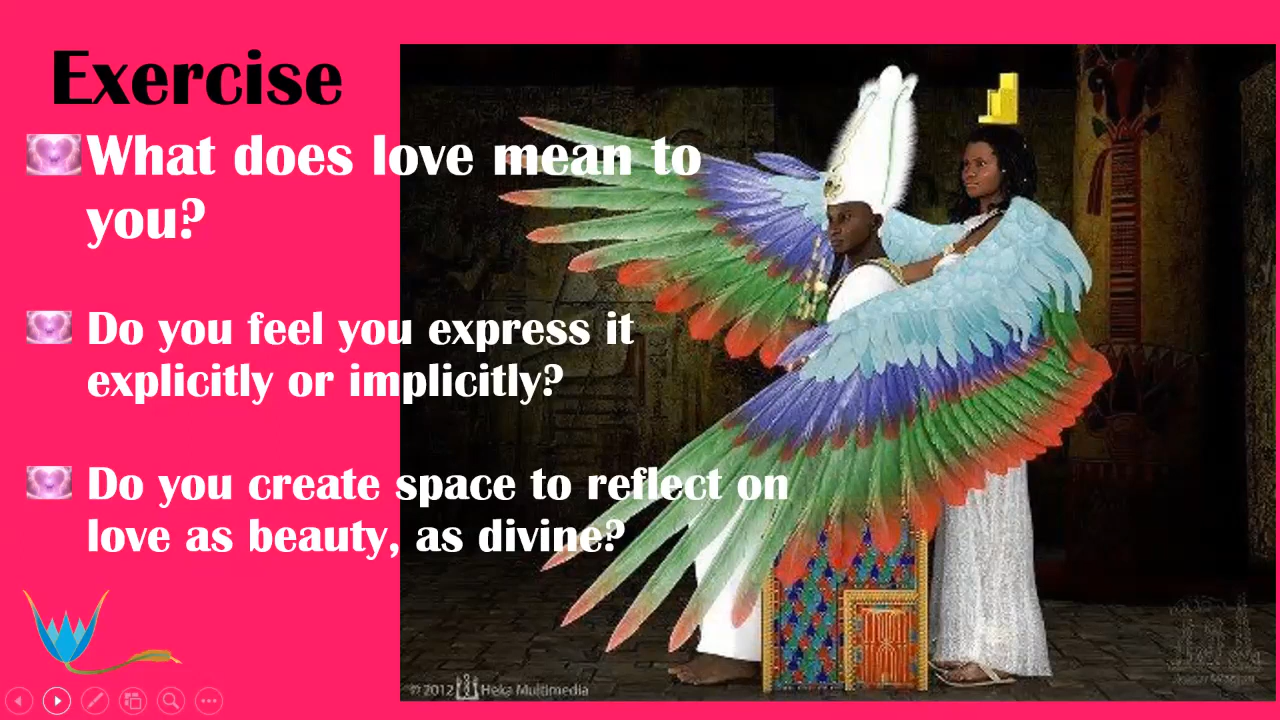 Exercise
What does love mean to
you?
Do you feel you express it
explicitly or implicitly?
Do you create space to reflect on
love as beauty, as divine?
© 2012 Heka Multimedia